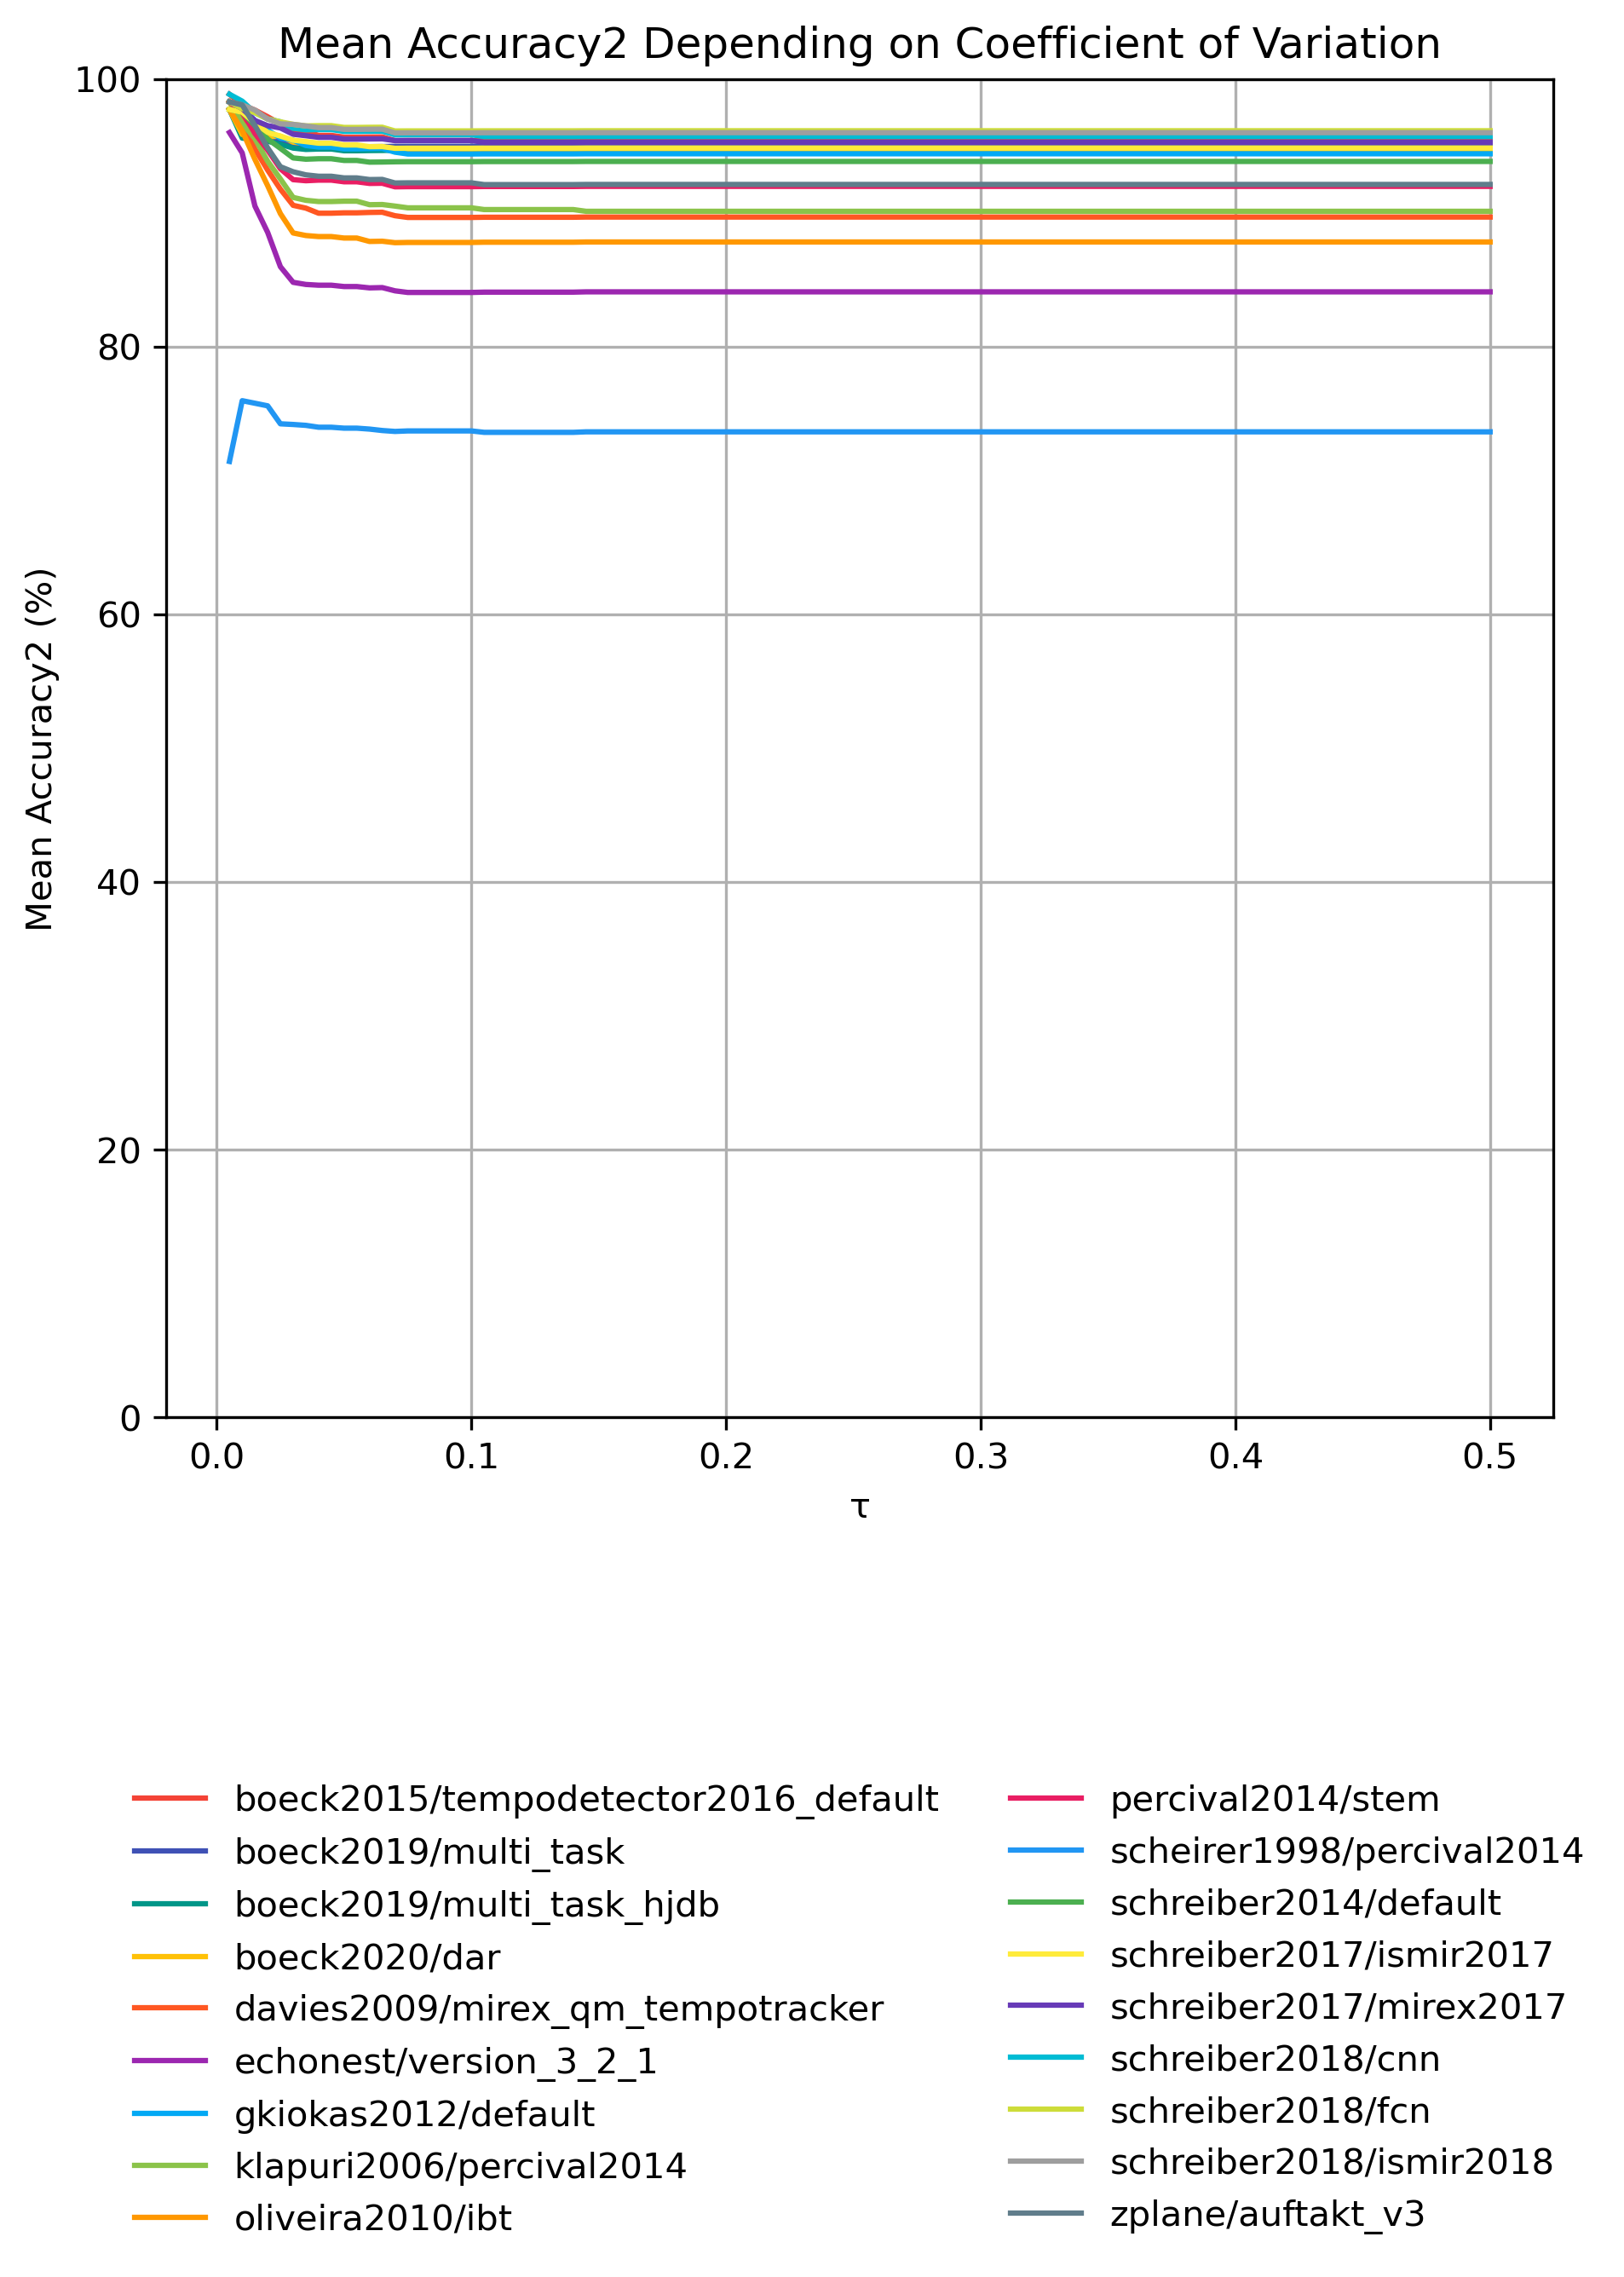 Mean Accuracy2 Depending on Coefficient of Variation
100
80
60
40
20
0
Mean Accuracy2 (%)
0.0 0.1 0.2 0.3 0.4 0.5
τ
boeck2015/tempodetector2016_default
boeck2019/multi_task
boeck2019/multi_task_hjdb
boeck2020/dar
davies2009/mirex_qm_tempotracker
echonest/version_3_2_1
gkiokas2012/default
klapuri2006/percival2014
oliveira2010/ibt
percival2014/stem
scheirer1998/percival2014
schreiber2014/default
schreiber2017/ismir2017
schreiber2017/mirex2017
schreiber2018/cnn
schreiber2018/fcn
schreiber2018/ismir2018
zplane/auftakt_v3